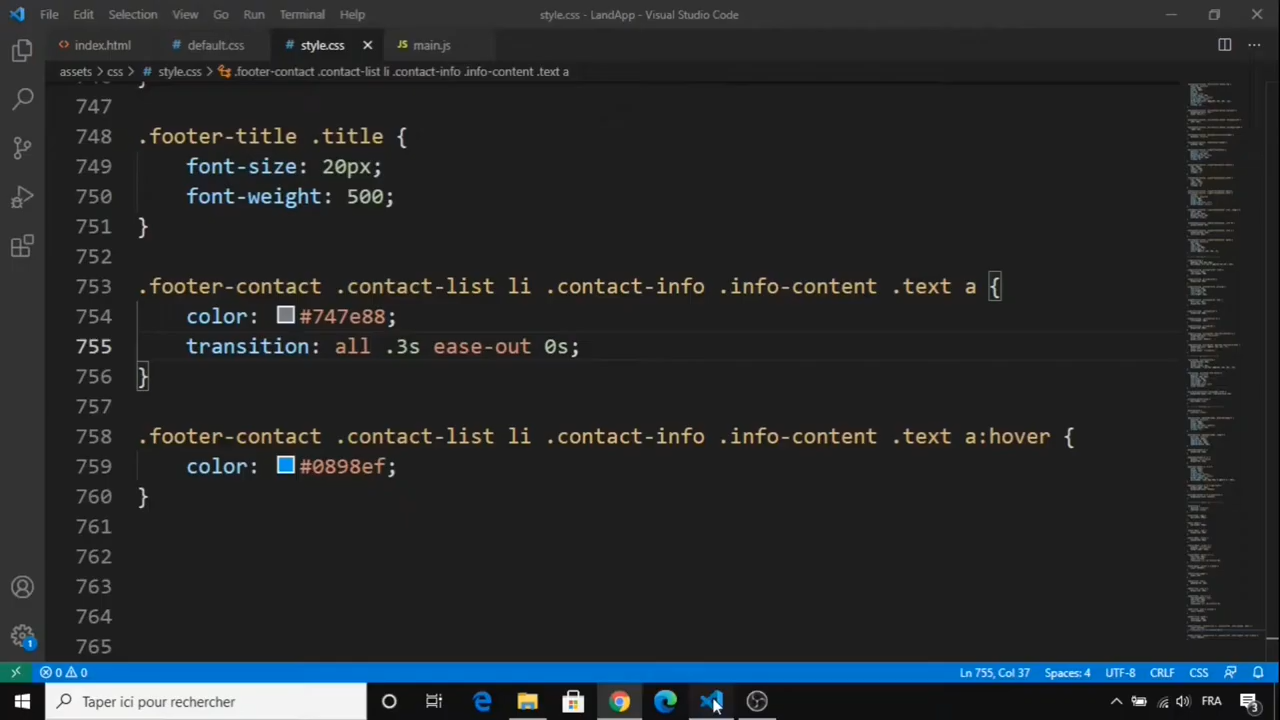 File Edit Selection View Go Run Terminal Help
style.css - LandApp - Visual Studio Code
index.html default.css style.css JS main.js
assets > css > style.css > .footer-contact .contact-list li .contact-info .info-content .text a
747
748 .footer-title .title {
749 font-size: 20px;
750 font-weight: 500;
751 }
752
753 .footer-contact .contact-list li .contact-info .info-content .text a {
754 color: #747e88;
755 transition: all .3s ease-out 0s;
756 }
757
758 .footer-contact .contact-list li .contact-info .info-content .text a:hover {
759 color: #0898ef;
760 }
761
762
763
764
765
1
0 0 Ln 755, Col 37 Spaces: 4 UTF-8 CRLF CSS
Taper ici pour rechercher FRA 3